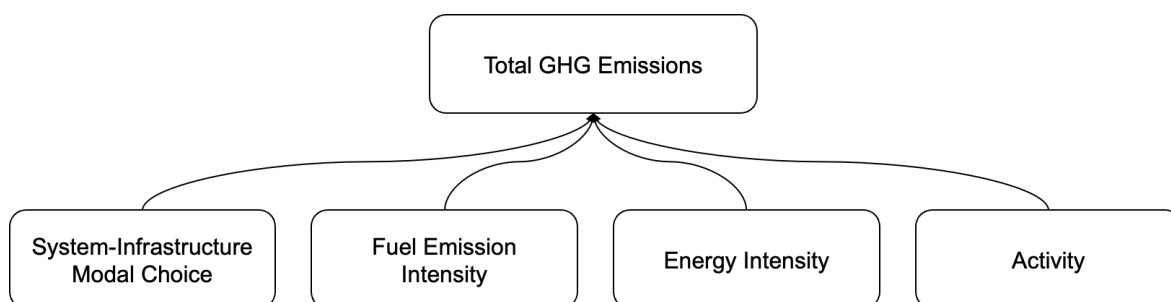 Total GHG Emissions
System-Infrastructure
Modal Choice
Fuel Emission
Intensity
Energy Intensity
Activity